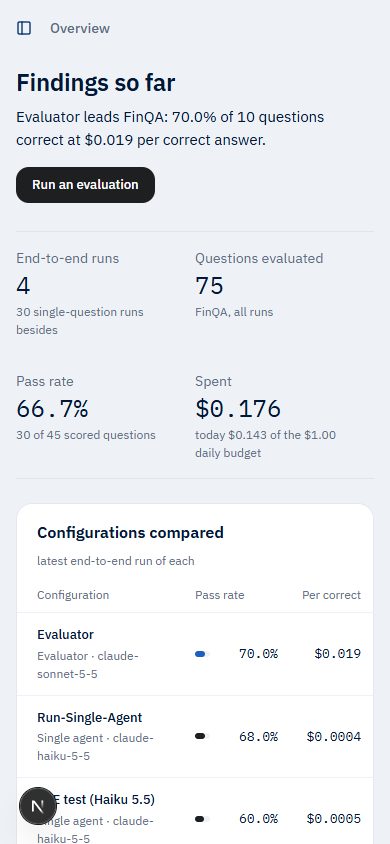 Overview
Findings so far
Evaluator leads FinQA: 70.0% of 10 questions
correct at $0.019 per correct answer.
Run an evaluation
End-to-end runs
4
30 single-question runs
besides
Questions evaluated
75
FinQA, all runs
Pass rate
66.7%
30 of 45 scored questions
Spent
$0.176
today $0.143 of the $1.00
daily budget
Configurations compared
latest end-to-end run of each
Configuration Pass rate Per correct
Evaluator
Evaluator · claude-
sonnet-5-5
70.0% $0.019
Run-Single-Agent
Single agent · claude-
haiku-5-5
68.0% $0.0004
E test (Haiku 5.5)
gle agent · claude-
haiku-5-5
60.0% $0.0005
N